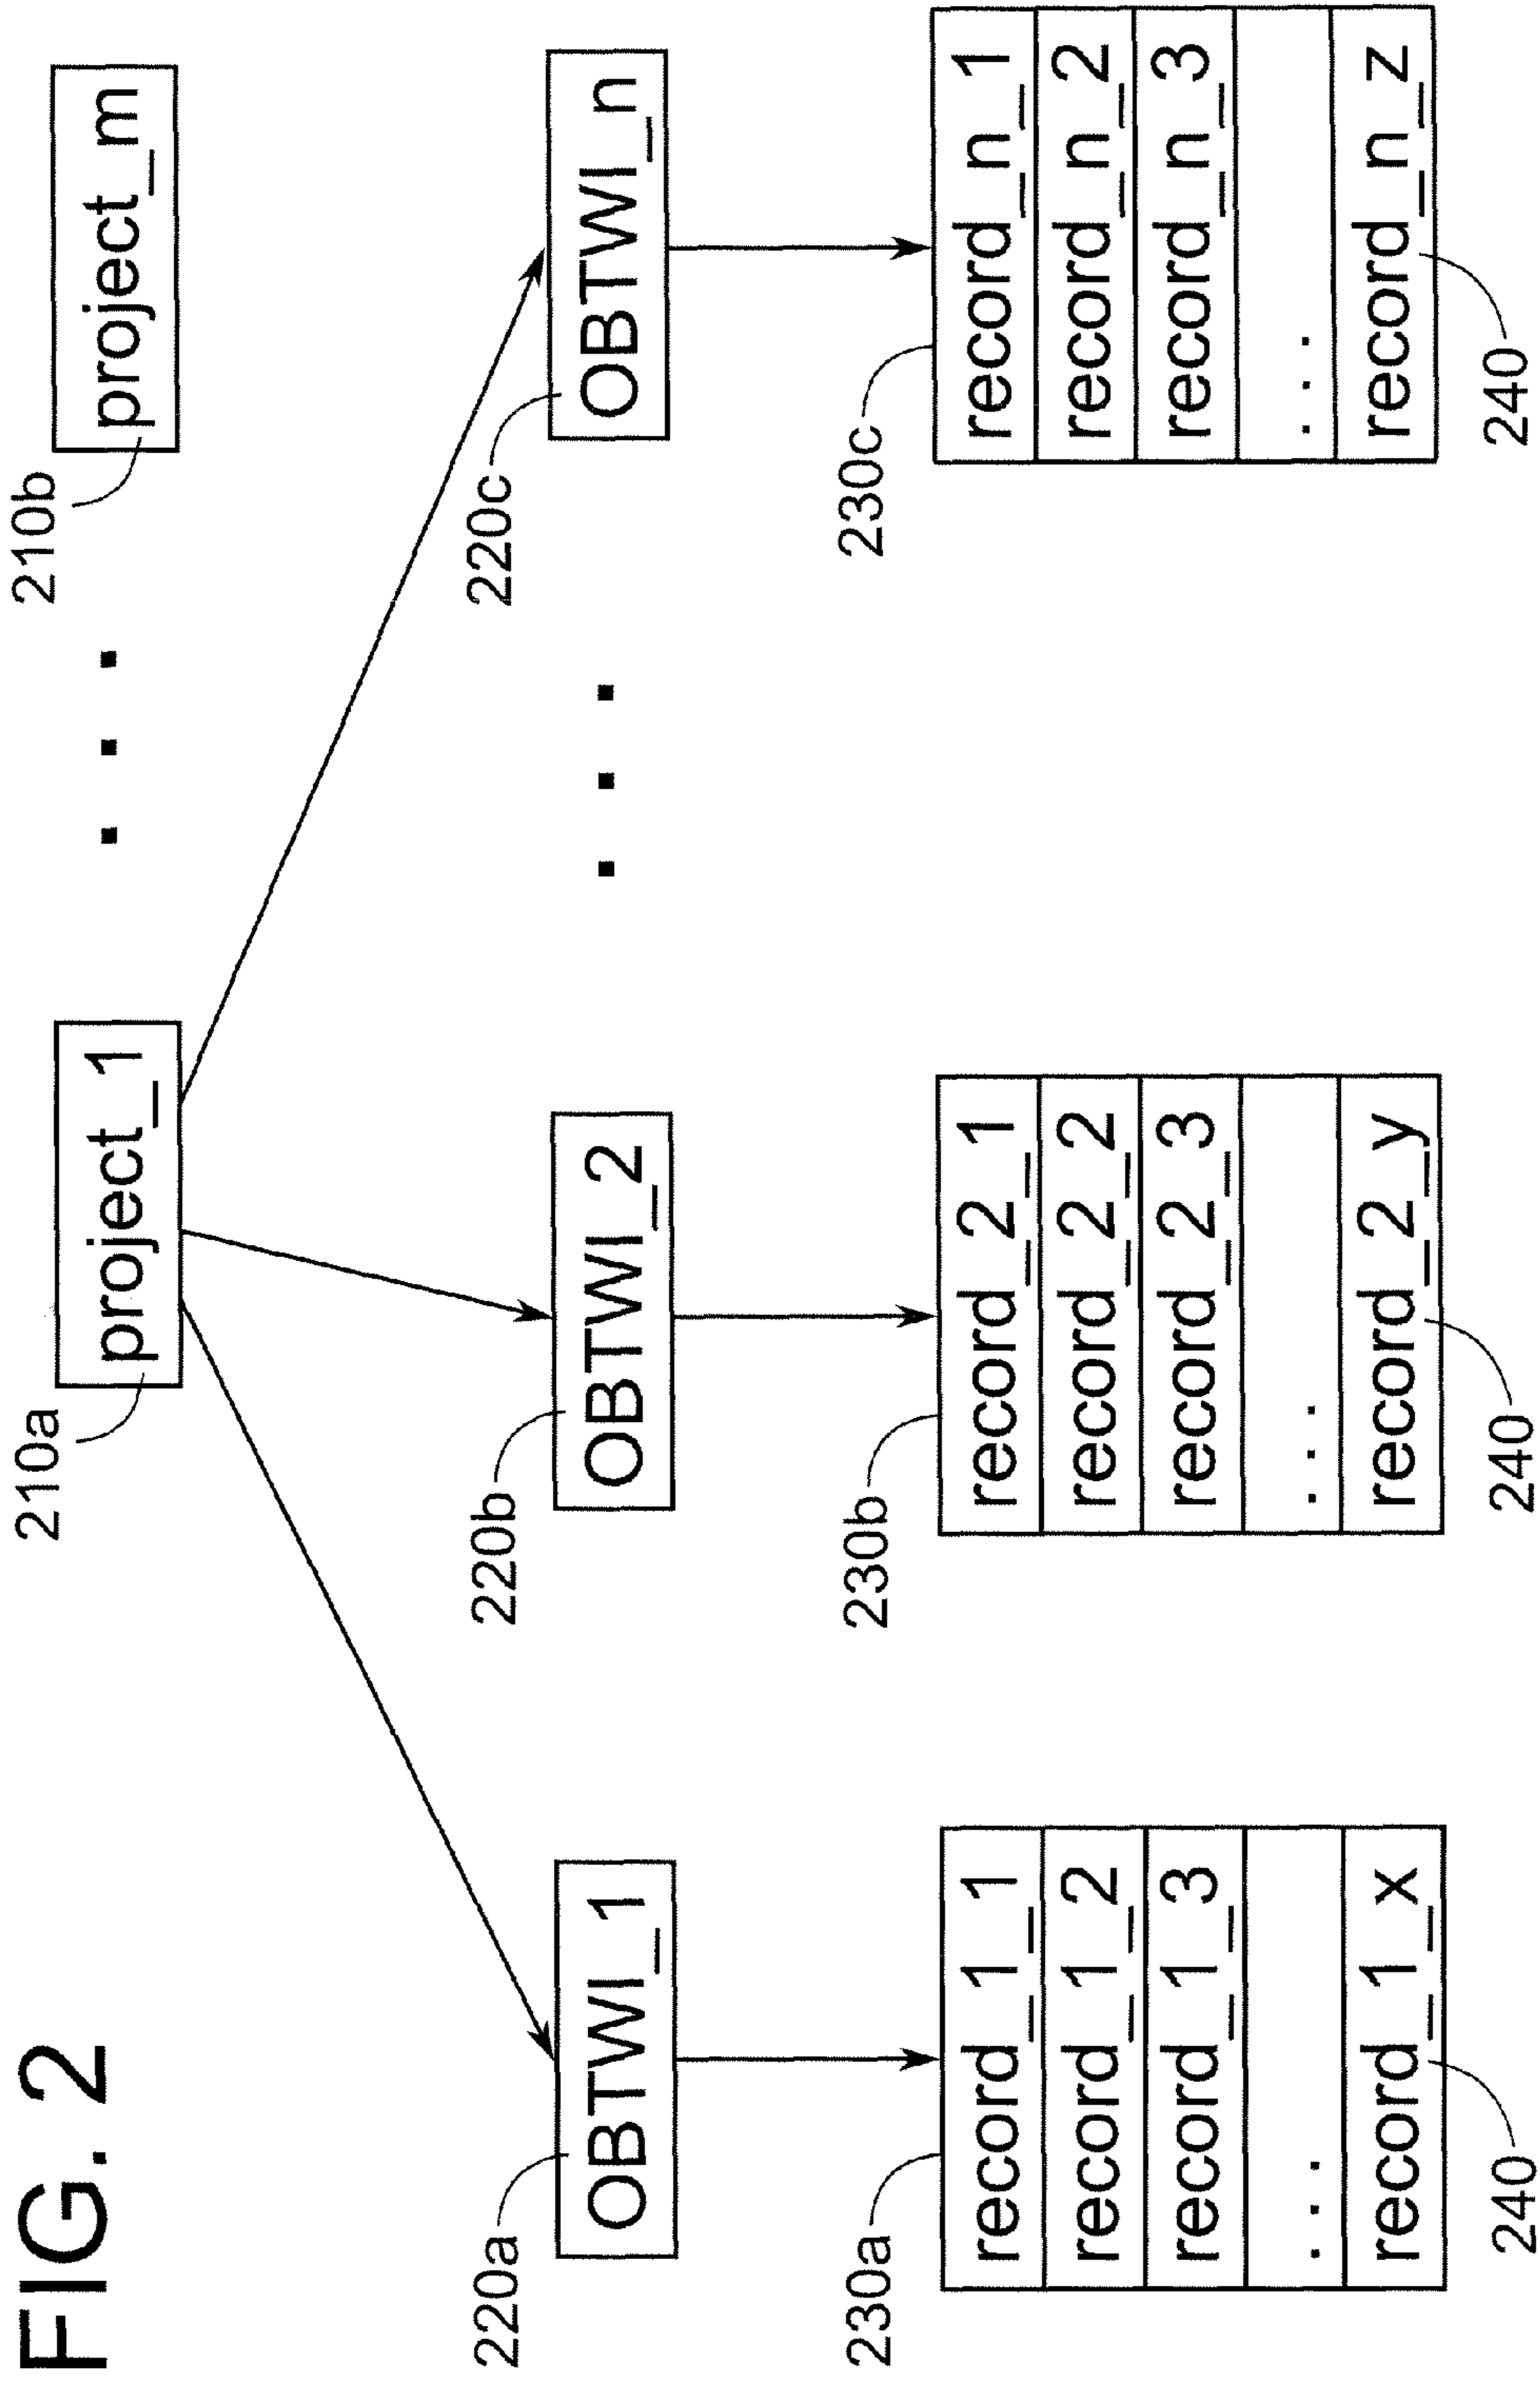 FIG. 2
210a
project_1
. . .
210b
project_m
220a
OBTWI_1
220b
OBTWI_2
. . .
220c
OBTWI_n
230a
record_1_1
record_1_2
record_1_3
. . .
record_1_x
240
230b
record_2_1
record_2_2
record_2_3
. . .
record_2_y
240
230c
record_n_1
record_n_2
record_n_3
. . .
record_n_z
240